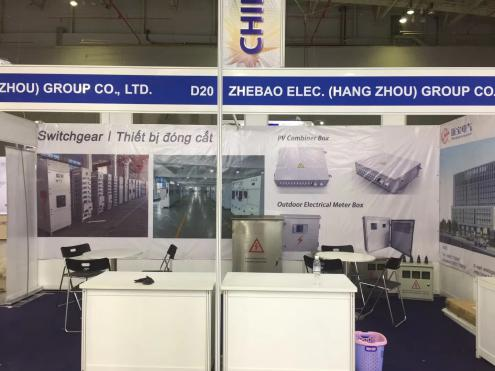 CHIN
ZHOU) GROUP CO., LTD.
D20
ZHEBAO ELEC. (HANG ZHOU) GROUP CO.
Switchgear | Thiết bị đóng cắt
PV Combiner Box
Outdoor Electrical Meter Box